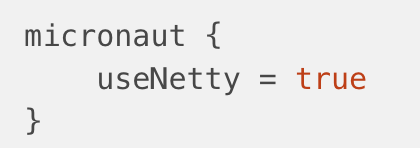 micronaut {
    useNetty = true
}